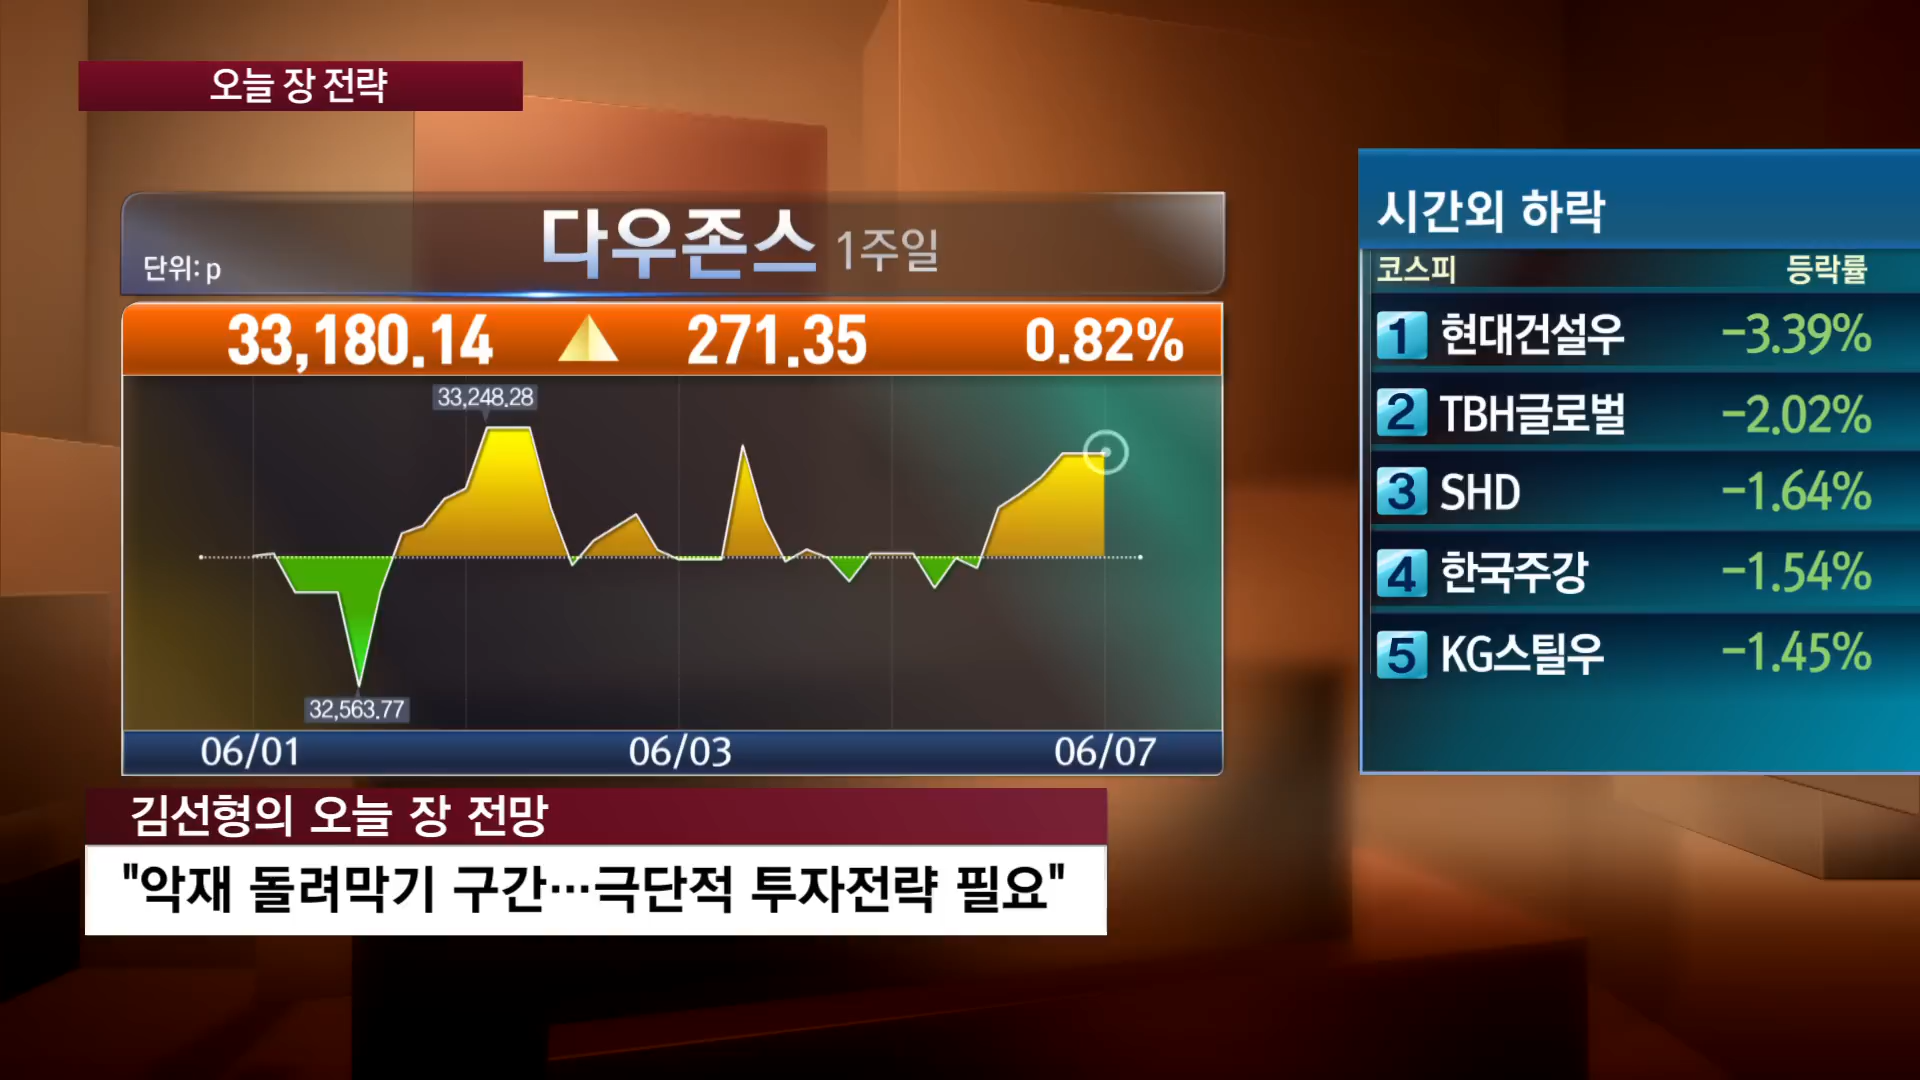 오늘 장 전략
다우존스 1주일
단위: p
33,180.14 ▲ 271.35 0.82%
33,248.28
32,563.77
06/01 06/03 06/07
시간외 하락
코스피 등락률
1 현대건설우 -3.39%
2 TBH글로벌 -2.02%
3 SHD -1.64%
4 한국주강 -1.54%
5 KG스틸우 -1.45%
김선형의 오늘 장 전망
"악재 돌려막기 구간…극단적 투자전략 필요"